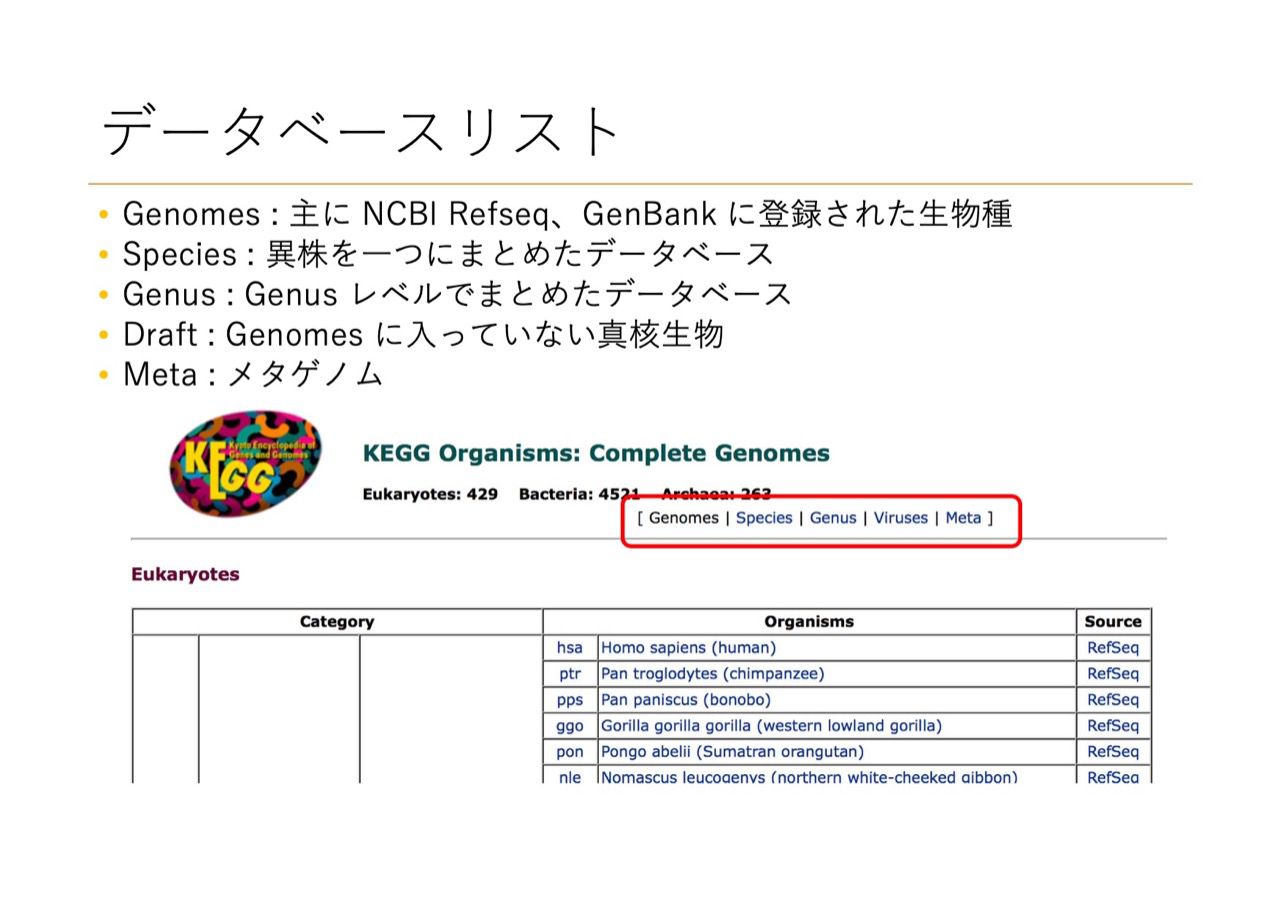 データベースリスト
• Genomes : 主に NCBI Refseq、GenBank に登録された生物種
• Species : 異株を一つにまとめたデータベース
• Genus : Genus レベルでまとめたデータベース
• Draft : Genomes に入っていない真核生物
• Meta : メタゲノム
KEGG
Kyoto Encyclopedia of
Genes and Genomes
KEGG Organisms: Complete Genomes
Eukaryotes: 429 Bacteria: 4521 Archaea: 263
[ Genomes | Species | Genus | Viruses | Meta ]
Eukaryotes
Category Organisms Source
hsa Homo sapiens (human) RefSeq
ptr Pan troglodytes (chimpanzee) RefSeq
pps Pan paniscus (bonobo) RefSeq
ggo Gorilla gorilla gorilla (western lowland gorilla) RefSeq
pon Pongo abelii (Sumatran orangutan) RefSeq
nle Nomascus leucogenys (northern white-cheeked gibbon) RefSeq